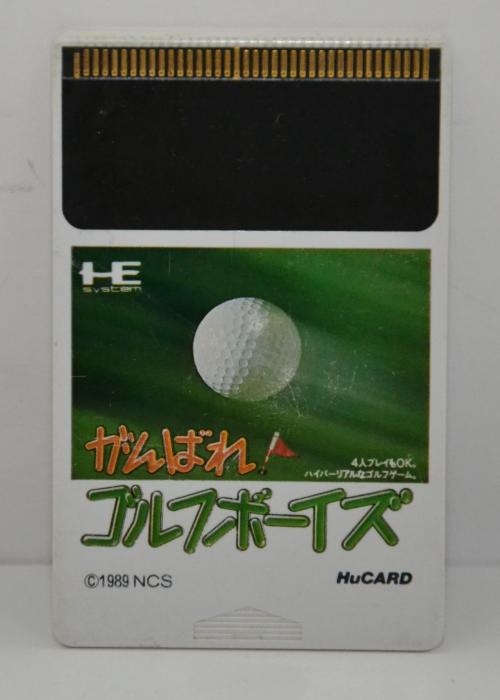 HE
system
がんばれ!
4人プレイもOK。
ハイパーリアルなゴルフゲーム。
ゴルフボーイズ
©1989 NCS
HuCARD